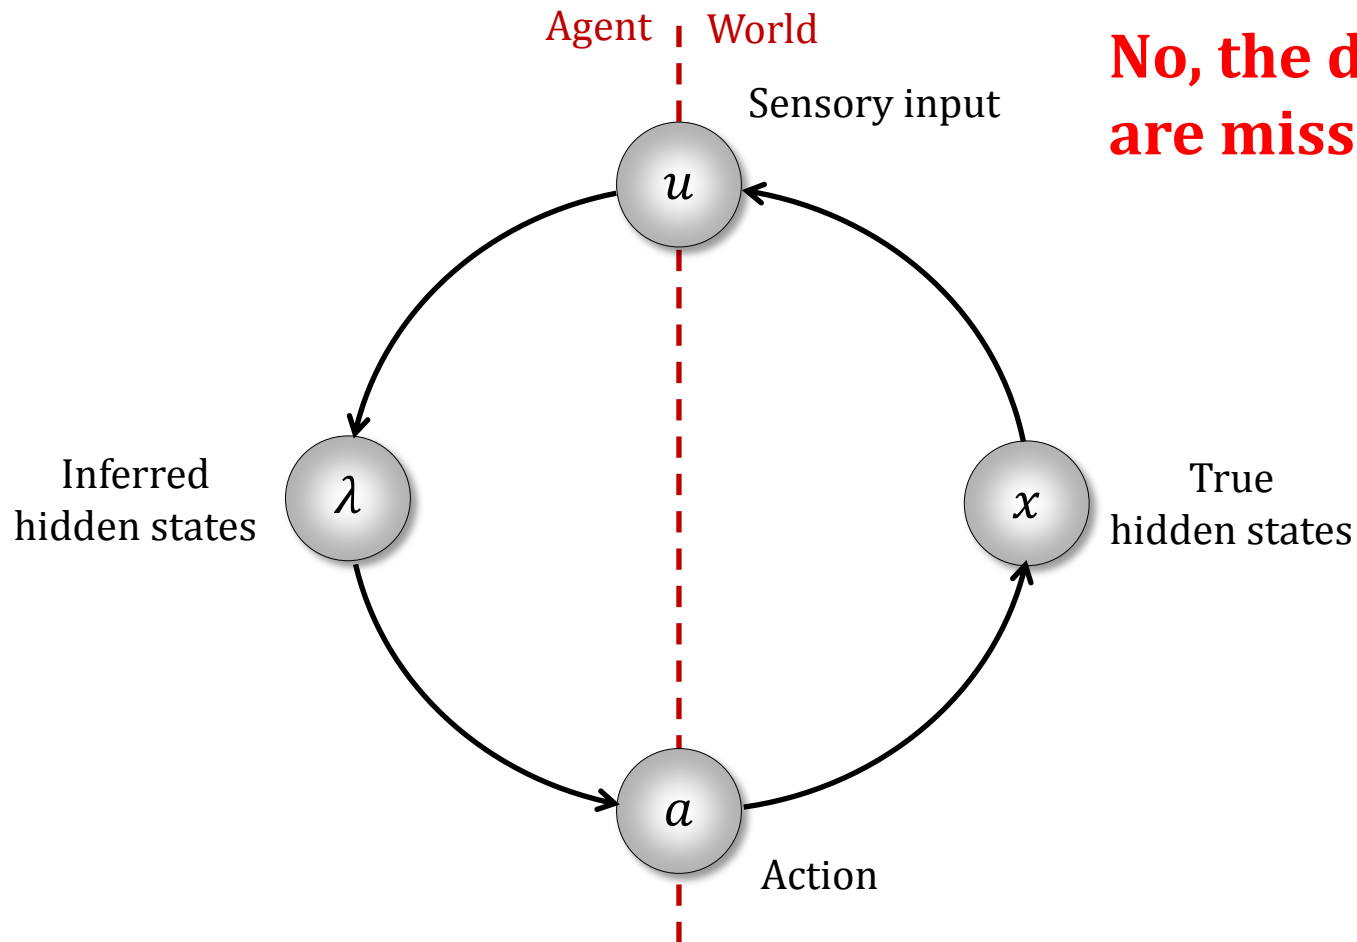 Agent World
No, the d
are miss
Sensory input
u
Inferred
hidden states
λ
x
True
hidden states
a
Action